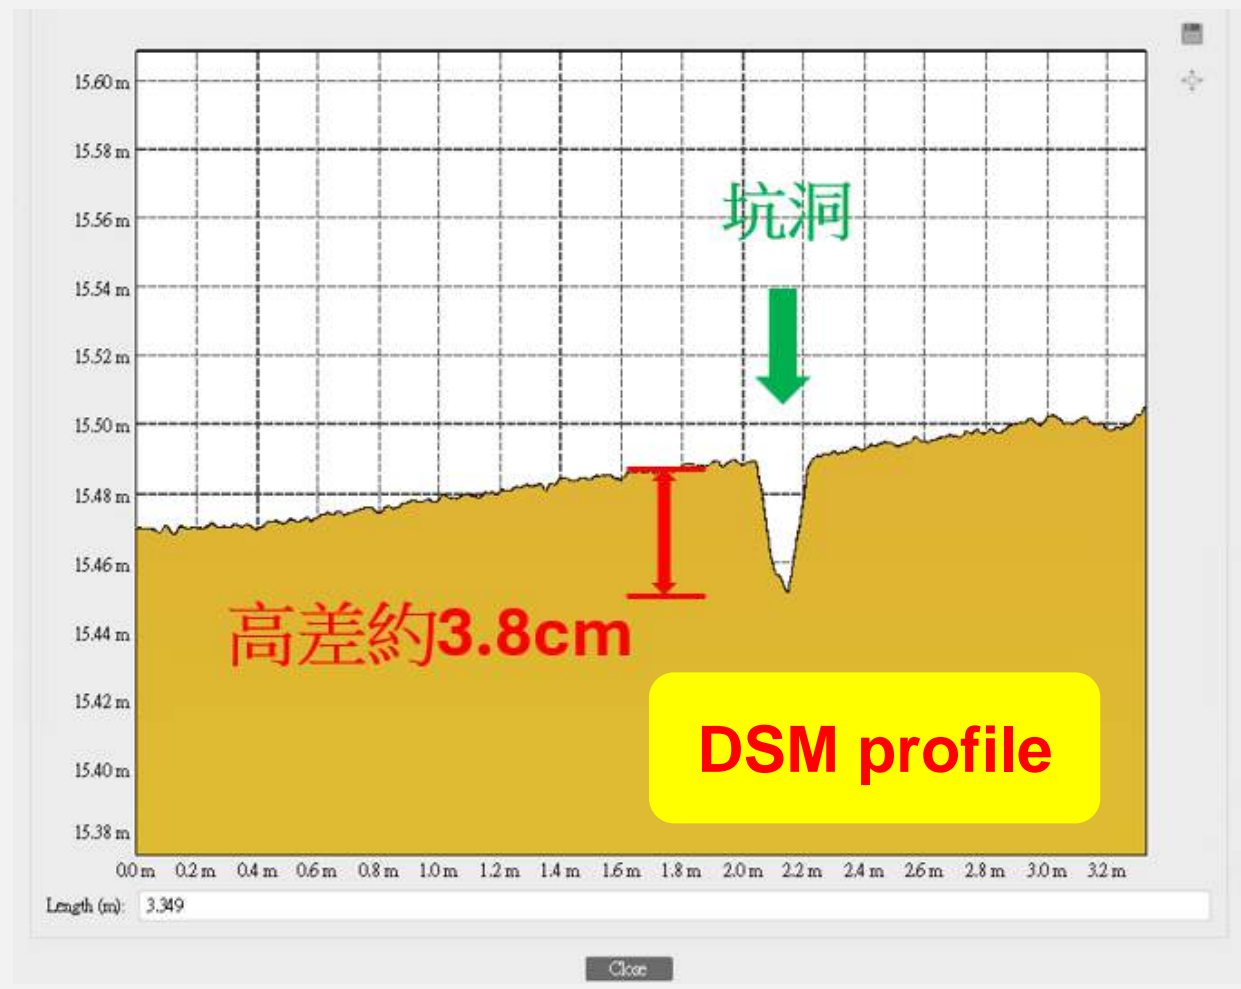 15.60 m
15.58 m
15.56 m
15.54 m
15.52 m
15.50 m
15.48 m
15.46 m
15.44 m
15.42 m
15.40 m
15.38 m
坑洞
高差約3.8cm
DSM profile
0.0 m 0.2 m 0.4 m 0.6 m 0.8 m 1.0 m 1.2 m 1.4 m 1.6 m 1.8 m 2.0 m 2.2 m 2.4 m 2.6 m 2.8 m 3.0 m 3.2 m
Length (m): 3.349
Close